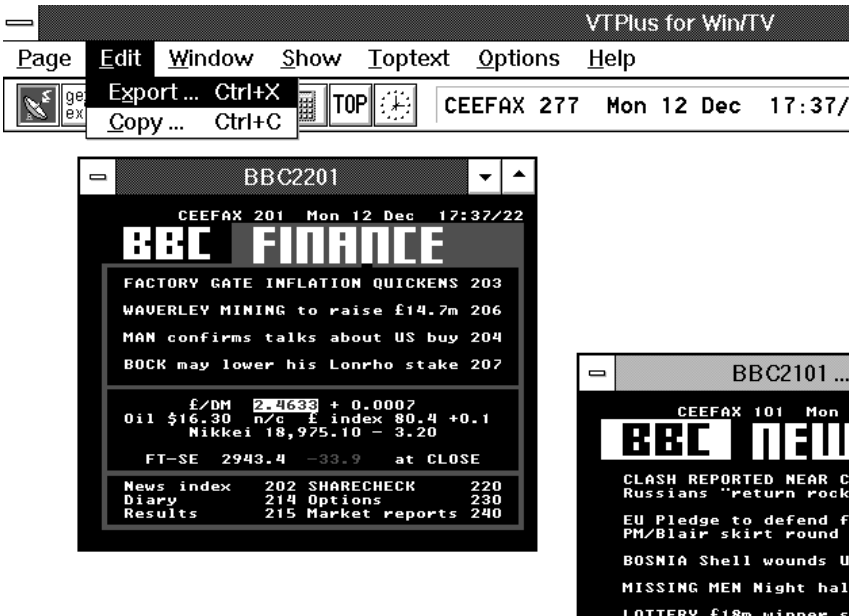 VTPlus for Win/TV
Page Edit Window Show Toptext Options Help
Export ... Ctrl+X
Copy ... Ctrl+C
ge
ex
TOP
CEEFAX 277 Mon 12 Dec 17:37/
BBC2201
CEEFAX 201 Mon 12 Dec 17:37/22
BBC FINANCE
FACTORY GATE INFLATION QUICKENS 203
WAVERLEY MINING to raise £14.7m 206
MAN confirms talks about US buy 204
BOCK may lower his Lonrho stake 207
£/DM 2.4633 + 0.0007
Oil $16.30 n/c £ index 80.4 +0.1
Nikkei 18,975.10 - 3.20
FT-SE 2943.4 -33.9 at CLOSE
News index 202 SHARECHECK 220
Diary 214 Options 230
Results 215 Market reports 240
BBC2101 ...
CEEFAX 101 Mon
BBC NEW
CLASH REPORTED NEAR C
Russians "return rock
EU Pledge to defend f
PM/Blair skirt round
BOSNIA Shell wounds U
MISSING MEN Night hal
LOTTERY £18m winner s